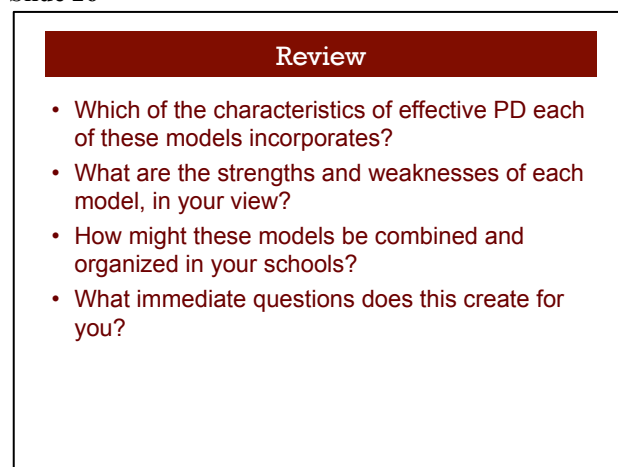 Review
• Which of the characteristics of effective PD each
of these models incorporates?
• What are the strengths and weaknesses of each
model, in your view?
• How might these models be combined and
organized in your schools?
• What immediate questions does this create for
you?